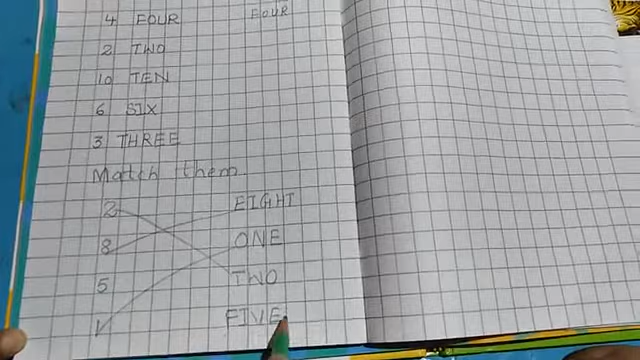 4 FOUR FOUR
2 TWO
10 TEN
6 SIX
3 THREE
Match them.
2 EIGHT
8 ONE
5 TWO
1 FIVE